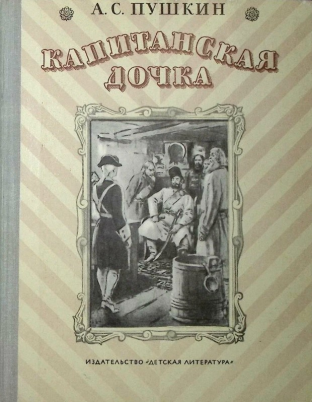 А. С. ПУШКИН
КАПИТАНСКАЯ
ДОЧКА
ИЗДАТЕЛЬСТВО «ДЕТСКАЯ ЛИТЕРАТУРА»